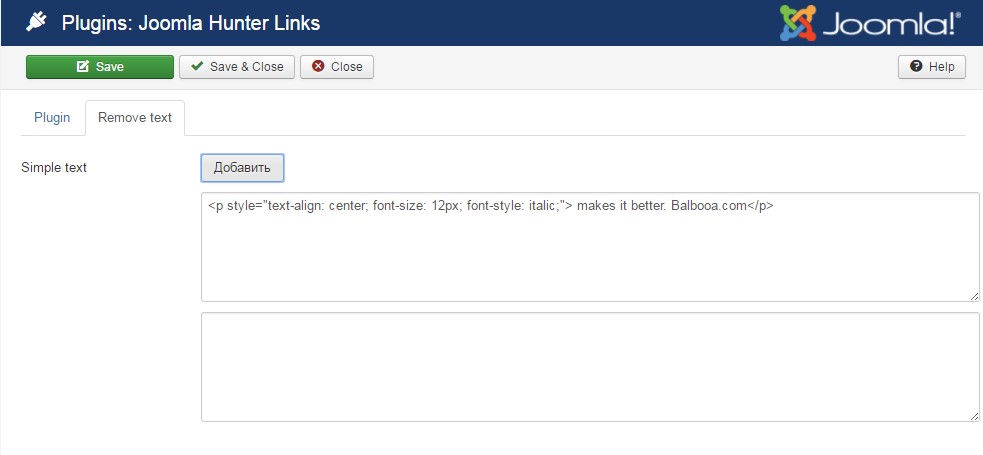 Plugins: Joomla Hunter Links
Joomla!®
Save
Save & Close
Close
Help
Plugin
Remove text
Simple text
Добавить
<p style="text-align: center; font-size: 12px; font-style: italic;"> makes it better. Balbooa.com</p>